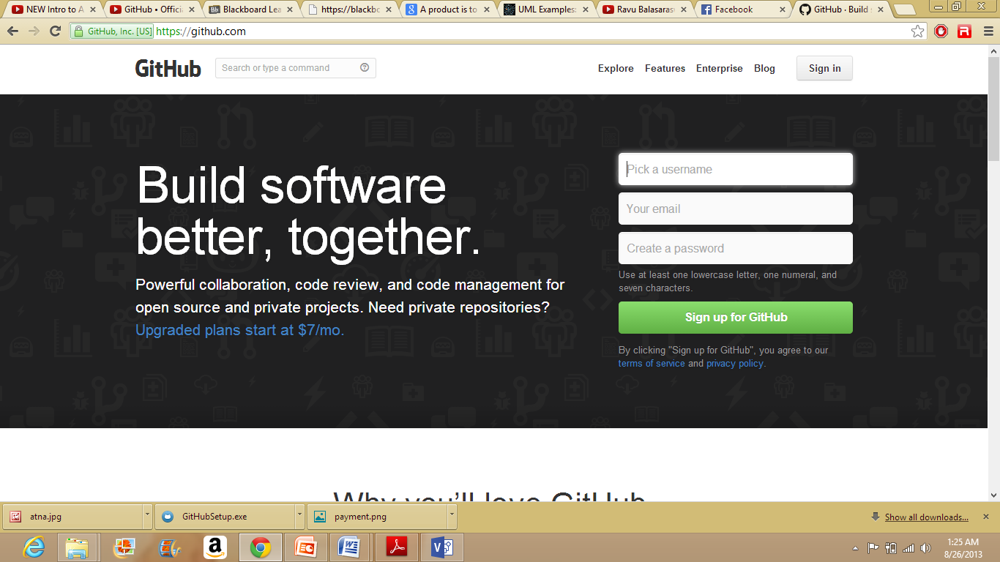 NEW Intro to A
GitHub • Offici
Blackboard Lea
https://blackbo
A product is to
UML Examples:
Ravu Balasaras
Facebook
GitHub · Build s
GitHub, Inc. [US] https://github.com
GitHub
Search or type a command
Explore Features Enterprise Blog Sign in
Build software
better, together.
Powerful collaboration, code review, and code management for
open source and private projects. Need private repositories?
Upgraded plans start at $7/mo.
Pick a username
Your email
Create a password
Use at least one lowercase letter, one numeral, and
seven characters.
Sign up for GitHub
By clicking "Sign up for GitHub", you agree to our
terms of service and privacy policy.
Why you'll love GitHub
atna.jpg
GitHubSetup.exe
payment.png
Show all downloads...
1:25 AM
8/26/2013